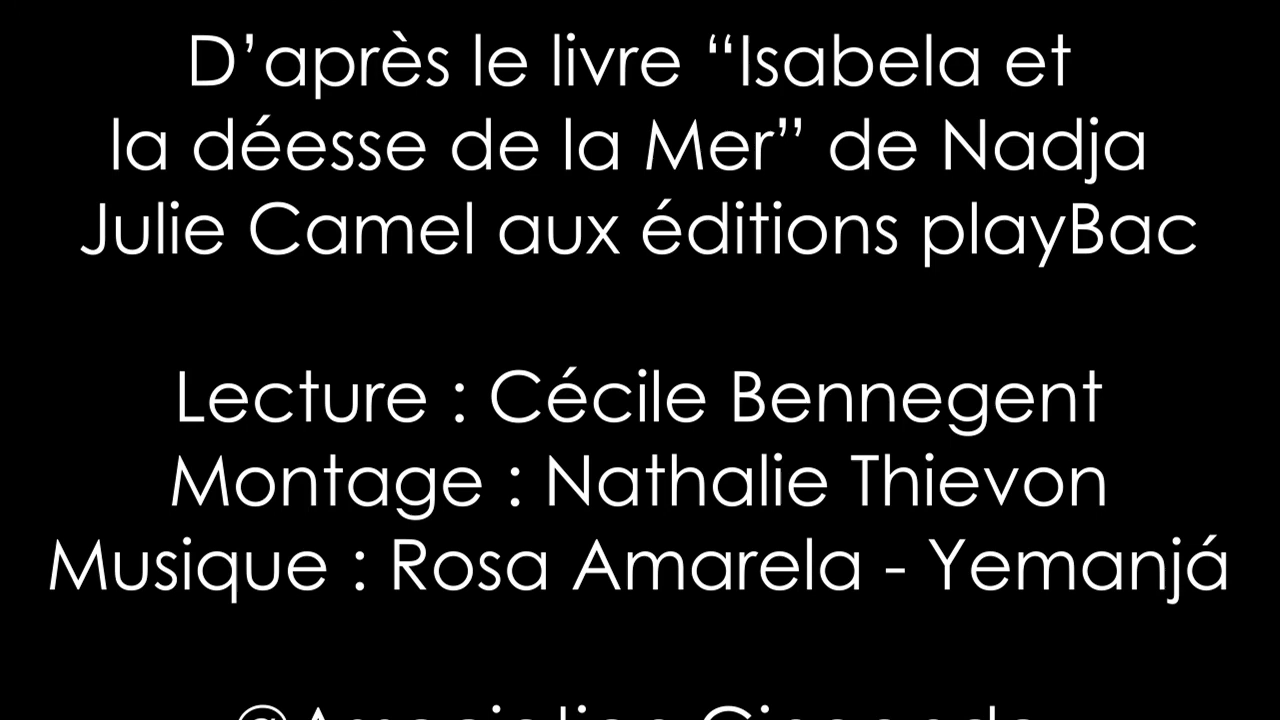 D’après le livre “Isabela et
la déesse de la Mer” de Nadja
Julie Camel aux éditions playBac
Lecture : Cécile Bennegent
Montage : Nathalie Thievon
Musique : Rosa Amarela - Yemanjá
@Association